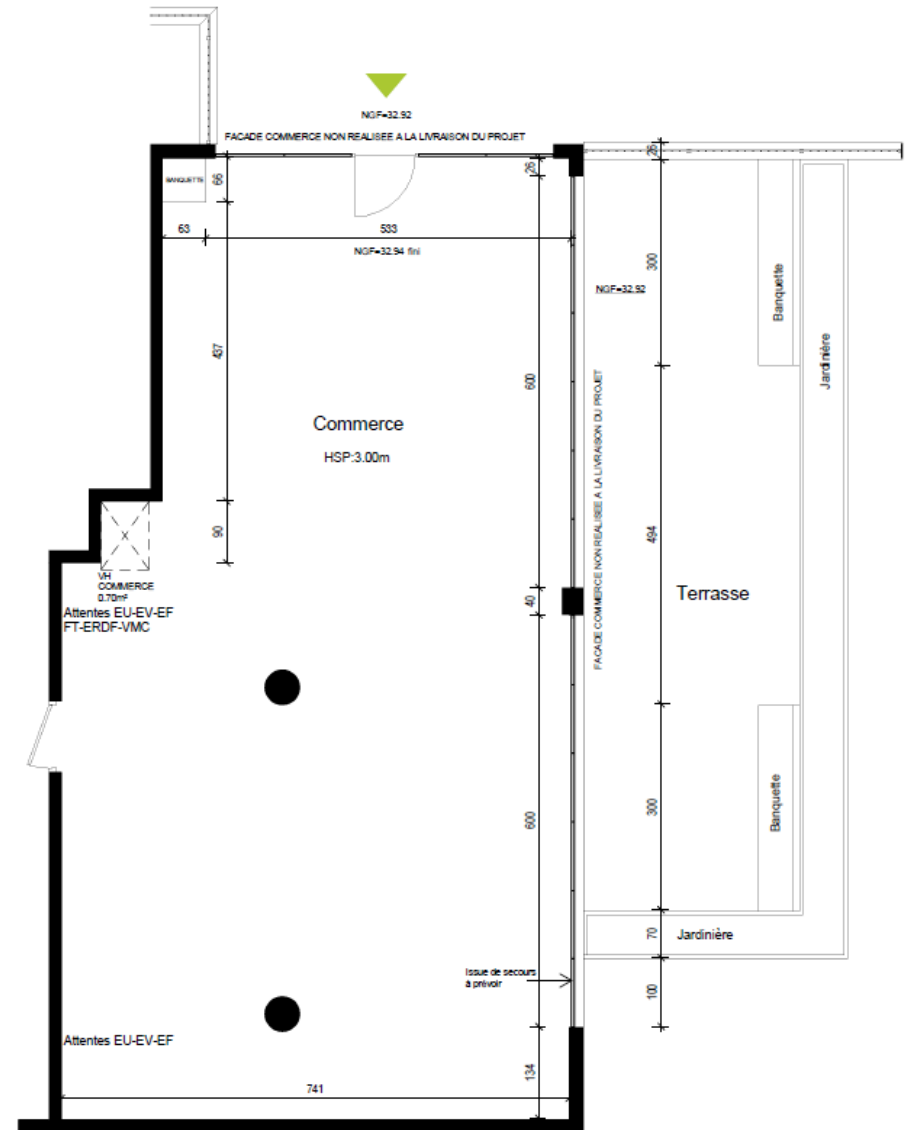 NGF=32.92
FACADE COMMERCE NON REALISEE A LA LIVRAISON DU PROJET
26
26
BANQUETTE
66
63
533
NGF=32.94 fini
300
NGF=32.92
Banquette
Jardinière
437
600
FACADE COMMERCE NON REALISEE A LA LIVRAISON DU PROJET
Commerce
HSP:3.00m
90
494
VH
COMMERCE
0.70m²
Attentes EU-EV-EF
FT-ERDF-VMC
40
Terrasse
600
300
Banquette
70
Jardinière
Issue de secours
à prévoir
100
Attentes EU-EV-EF
134
741